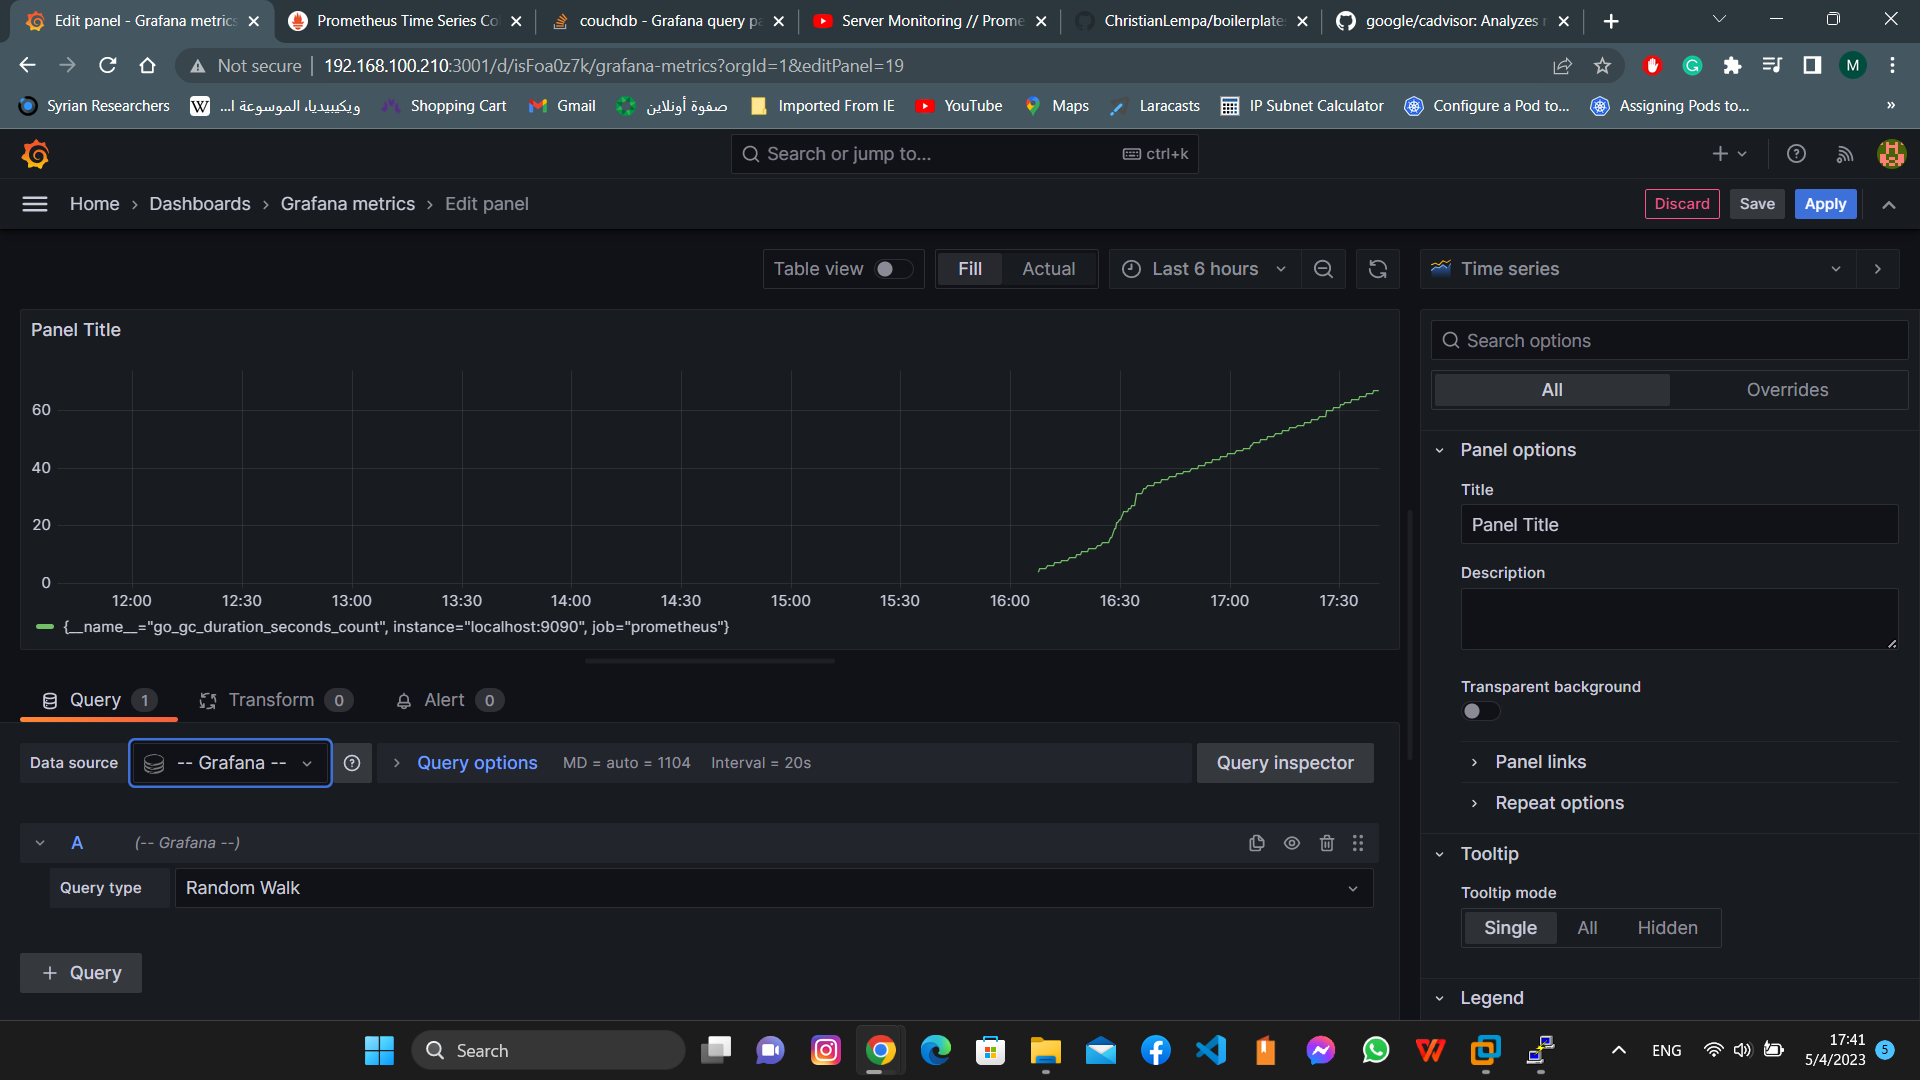 Edit panel - Grafana metrics
Prometheus Time Series Co
couchdb - Grafana query pa
Server Monitoring // Prome
ChristianLempa/boilerplate
google/cadvisor: Analyzes r
Not secure
192.168.100.210:3001/d/isFoa0z7k/grafana-metrics?orgId=1&editPanel=19
M
Syrian Researchers
ويكيبيديا، الموسوعة ا...
Shopping Cart
Gmail
صفوة أونلاين
Imported From IE
YouTube
Maps
Laracasts
IP Subnet Calculator
Configure a Pod to...
Assigning Pods to...
»
Search or jump to...
ctrl+k
Home › Dashboards › Grafana metrics › Edit panel
Discard
Save
Apply
Table view
Fill
Actual
Last 6 hours
Time series
Panel Title
60
40
20
0
12:00 12:30 13:00 13:30 14:00 14:30 15:00 15:30 16:00 16:30 17:00 17:30
{__name__="go_gc_duration_seconds_count", instance="localhost:9090", job="prometheus"}
Search options
All
Overrides
Panel options
Title
Panel Title
Description
Transparent background
Panel links
Repeat options
Tooltip
Tooltip mode
Single
All
Hidden
Legend
Query 1
Transform 0
Alert 0
Data source
-- Grafana --
Query options
MD = auto = 1104
Interval = 20s
Query inspector
A
(-- Grafana --)
Query type
Random Walk
+ Query
Search
ENG
17:41
5/4/2023
5